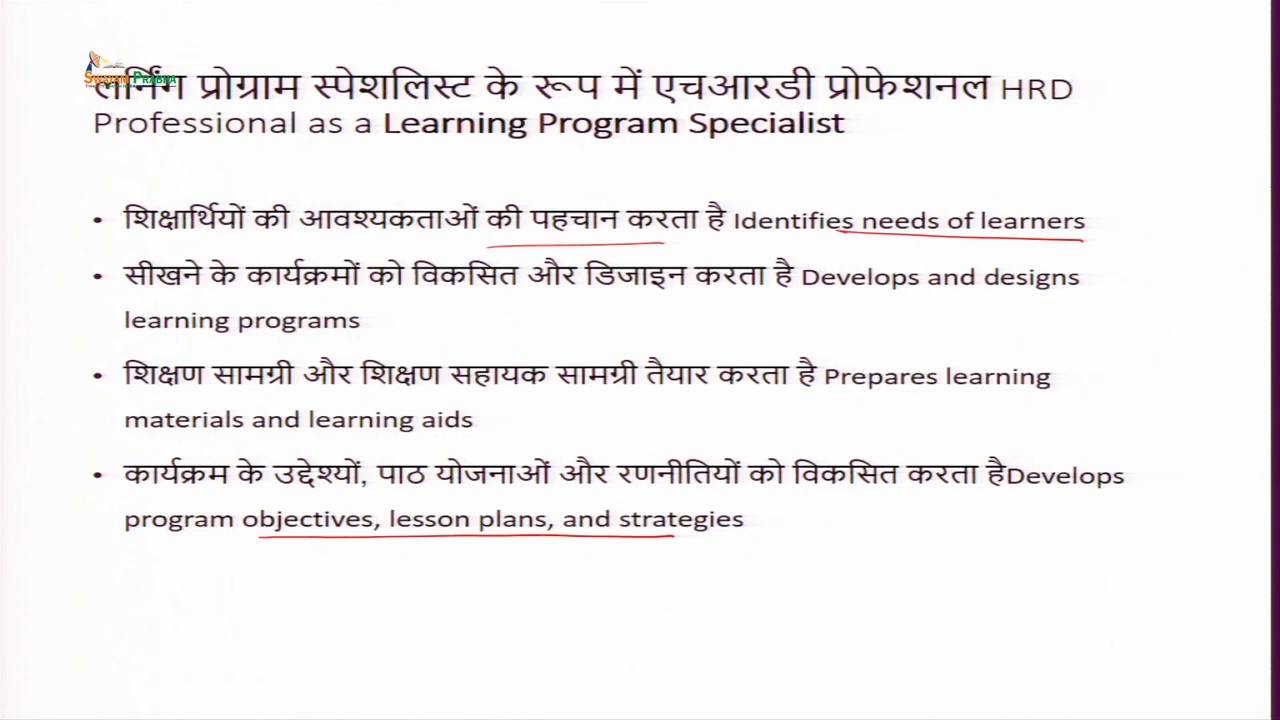 SWAYAM PRABHA
लर्निंग प्रोग्राम स्पेशलिस्ट के रूप में एचआरडी प्रोफेशनल HRD
Professional as a Learning Program Specialist
• शिक्षार्थियों की आवश्यकताओं की पहचान करता है Identifies needs of learners
• सीखने के कार्यक्रमों को विकसित और डिजाइन करता है Develops and designs
learning programs
• शिक्षण सामग्री और शिक्षण सहायक सामग्री तैयार करता है Prepares learning
materials and learning aids
• कार्यक्रम के उद्देश्यों, पाठ योजनाओं और रणनीतियों को विकसित करता हैDevelops
program objectives, lesson plans, and strategies